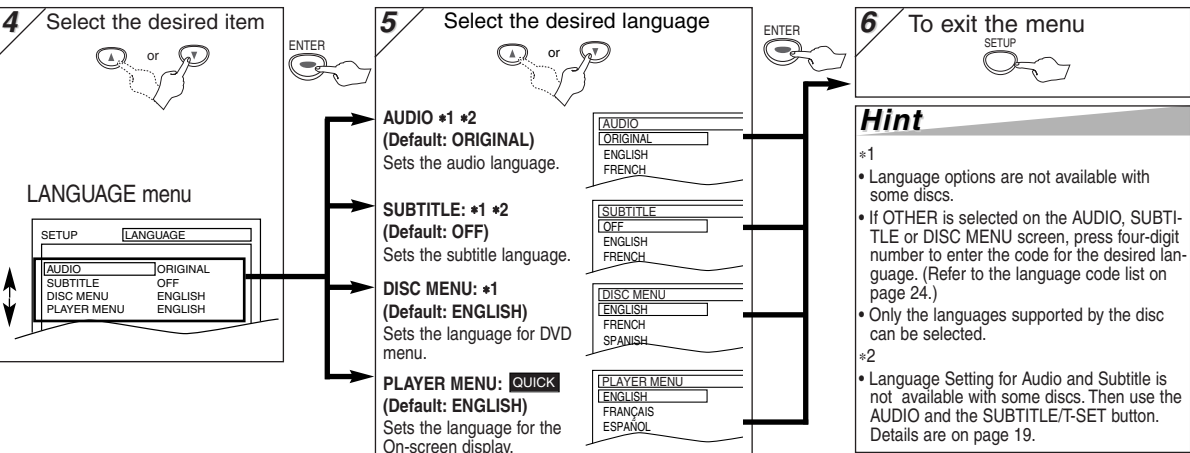 4 Select the desired item
or
ENTER
LANGUAGE menu
SETUP LANGUAGE
AUDIO ORIGINAL
SUBTITLE OFF
DISC MENU ENGLISH
PLAYER MENU ENGLISH
5 Select the desired language
or
ENTER
AUDIO *1 *2
(Default: ORIGINAL)
Sets the audio language.
AUDIO
ORIGINAL
ENGLISH
FRENCH
SUBTITLE: *1 *2
(Default: OFF)
Sets the subtitle language.
SUBTITLE
OFF
ENGLISH
FRENCH
DISC MENU: *1
(Default: ENGLISH)
Sets the language for DVD
menu.
DISC MENU
ENGLISH
FRENCH
SPANISH
PLAYER MENU: QUICK
(Default: ENGLISH)
Sets the language for the
On-screen display.
PLAYER MENU
ENGLISH
FRANÇAIS
ESPAÑOL
6 To exit the menu
SETUP
Hint
*1
• Language options are not available with
some discs.
• If OTHER is selected on the AUDIO, SUBTI-
TLE or DISC MENU screen, press four-digit
number to enter the code for the desired lan-
guage. (Refer to the language code list on
page 24.)
• Only the languages supported by the disc
can be selected.
*2
• Language Setting for Audio and Subtitle is
not available with some discs. Then use the
AUDIO and the SUBTITLE/T-SET button.
Details are on page 19.